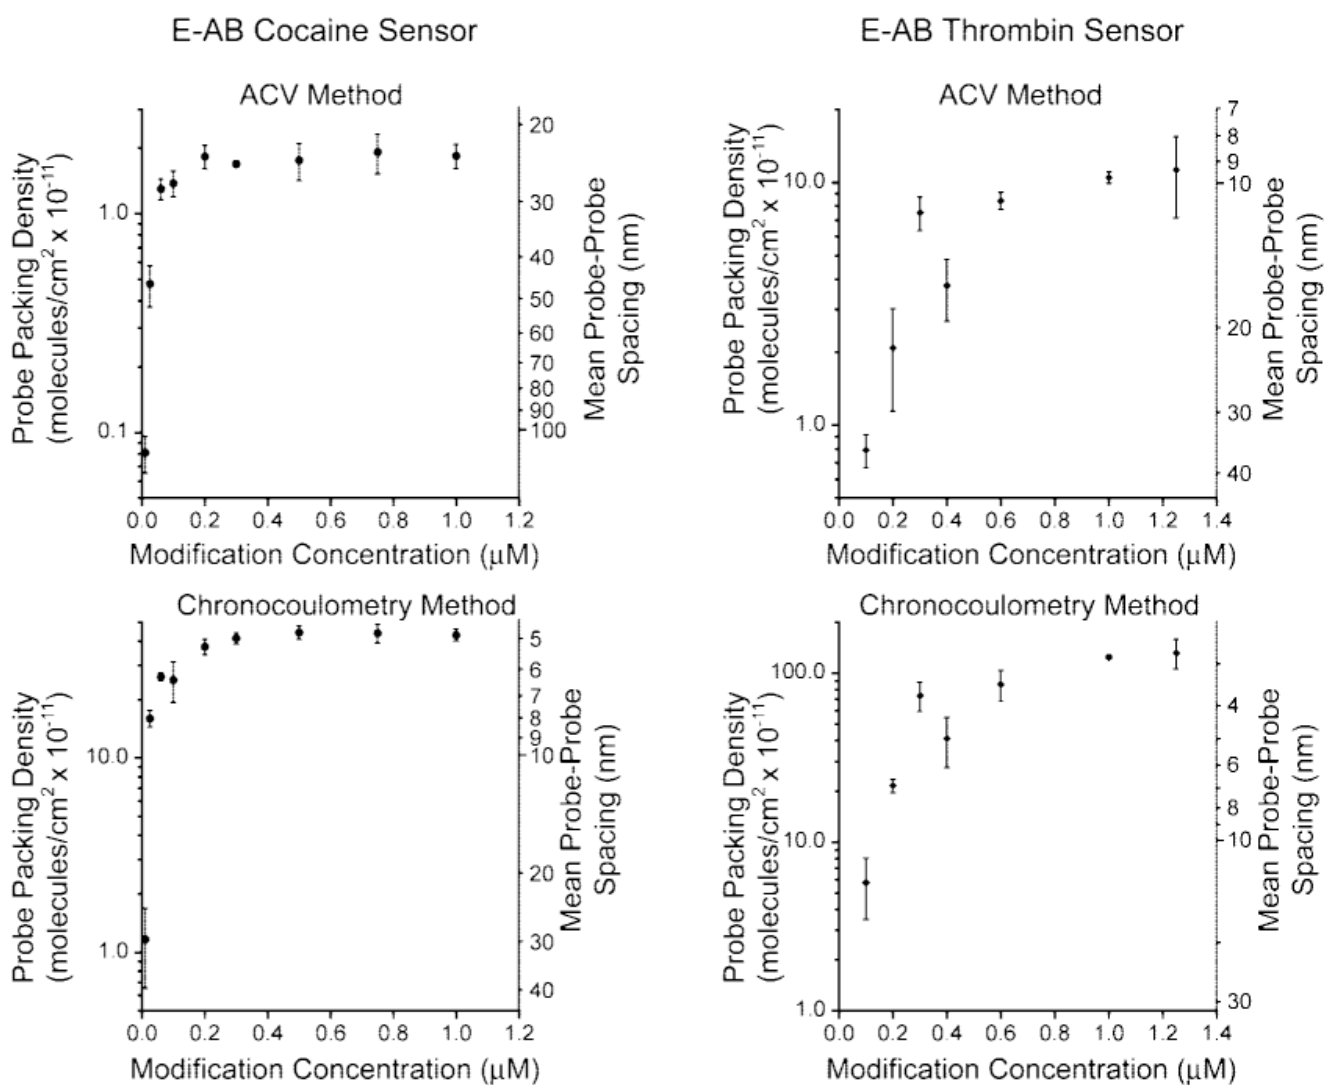 E-AB Cocaine Sensor
E-AB Thrombin Sensor
ACV Method
Probe Packing Density
(molecules/cm² x 10⁻¹¹)
1.0
0.1
20
30
40
50
60
70
80
90
100
Mean Probe-Probe
Spacing (nm)
0.0 0.2 0.4 0.6 0.8 1.0 1.2
Modification Concentration (μM)
ACV Method
Probe Packing Density
(molecules/cm² x 10⁻¹¹)
10.0
1.0
7
8
9
10
20
30
40
Mean Probe-Probe
Spacing (nm)
0.0 0.2 0.4 0.6 0.8 1.0 1.2 1.4
Modification Concentration (μM)
Chronocoulometry Method
Probe Packing Density
(molecules/cm² x 10⁻¹¹)
10.0
1.0
5
6
7
8
9
10
20
30
40
Mean Probe-Probe
Spacing (nm)
0.0 0.2 0.4 0.6 0.8 1.0 1.2
Modification Concentration (μM)
Chronocoulometry Method
Probe Packing Density
(molecules/cm² x 10⁻¹¹)
100.0
10.0
1.0
4
6
8
10
30
Mean Probe-Probe
Spacing (nm)
0.0 0.2 0.4 0.6 0.8 1.0 1.2 1.4
Modification Concentration (μM)